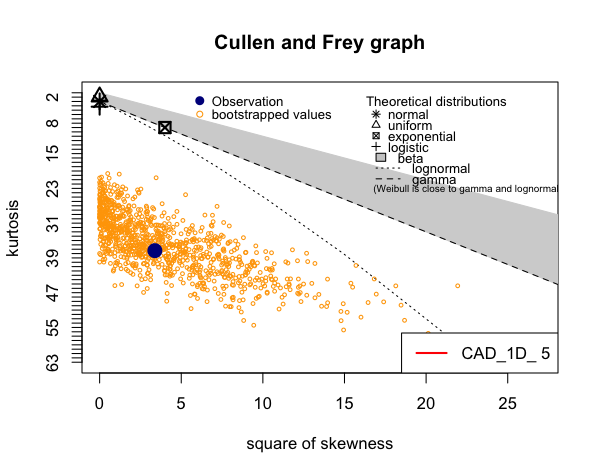 Cullen and Frey graph
kurtosis
2
8
15
23
31
39
47
55
63
Observation
bootstrapped values
Theoretical distributions
normal
uniform
exponential
logistic
beta
lognormal
gamma
(Weibull is close to gamma and lognormal
CAD_1D_ 5
0
5
10
15
20
25
square of skewness